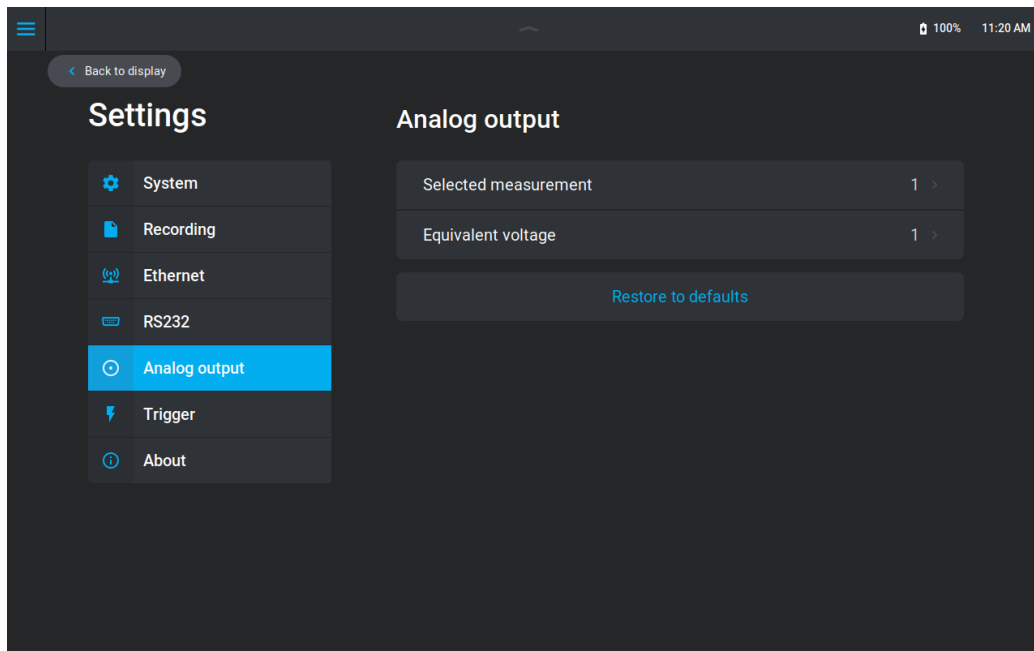 100% 11:20 AM
Back to display
Settings
System
Recording
Ethernet
RS232
Analog output
Trigger
About
Analog output
Selected measurement 1
Equivalent voltage 1
Restore to defaults